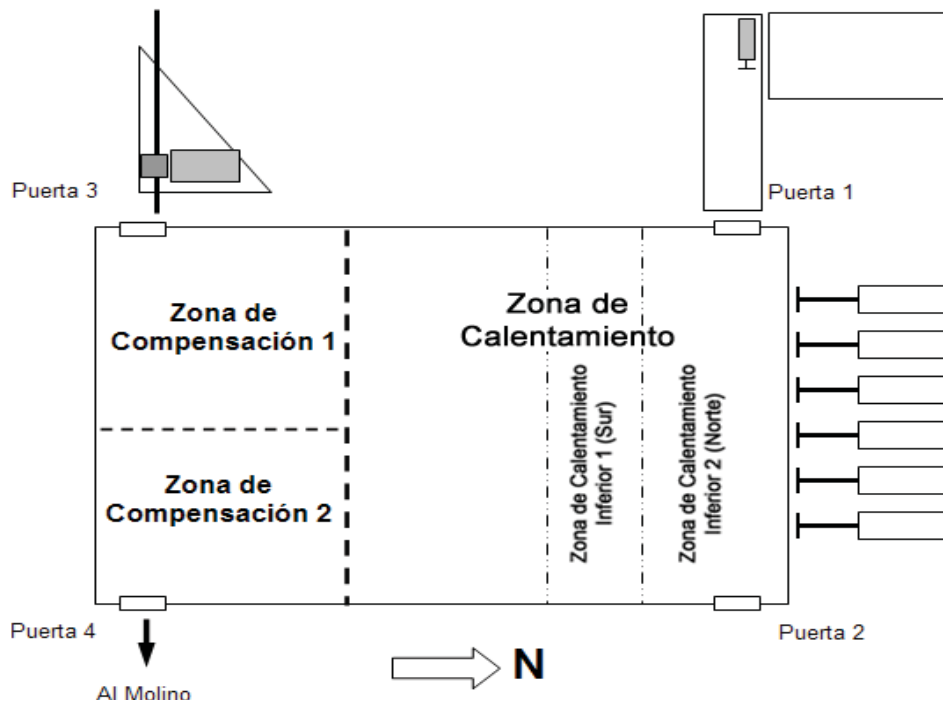 Puerta 3
Puerta 1
Zona de
Compensación 1
Zona de
Calentamiento
Zona de Calentamiento
Inferior 1 (Sur)
Zona de Calentamiento
Inferior 2 (Norte)
Zona de
Compensación 2
Puerta 4
Puerta 2
N
Al Molino